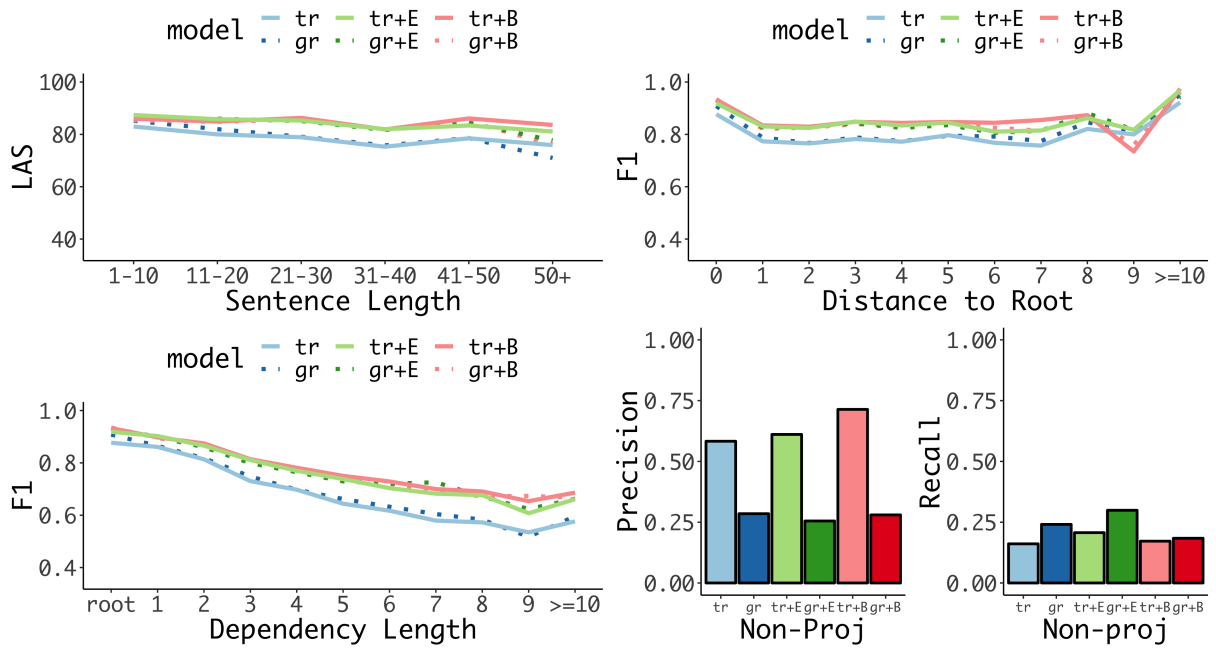 model tr tr+E tr+B
gr gr+E gr+B
LAS
100
80
60
40
1-10 11-20 21-30 31-40 41-50 50+
Sentence Length
model tr tr+E tr+B
gr gr+E gr+B
F1
1.0
0.8
0.6
0.4
0 1 2 3 4 5 6 7 8 9 >=10
Distance to Root
model tr tr+E tr+B
gr gr+E gr+B
F1
1.0
0.8
0.6
0.4
root 1 2 3 4 5 6 7 8 9 >=10
Dependency Length
Precision
1.00
0.75
0.50
0.25
0.00
tr gr tr+E gr+E tr+B gr+B
Non-Proj
Recall
1.00
0.75
0.50
0.25
0.00
tr gr tr+E gr+E tr+B gr+B
Non-proj